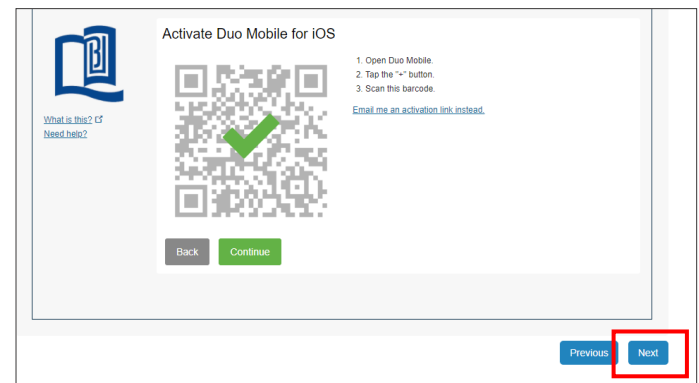 Activate Duo Mobile for iOS
1. Open Duo Mobile.
2. Tap the "+" button.
3. Scan this barcode.
Email me an activation link instead.
What is this?
Need help?
Back
Continue
Previous
Next